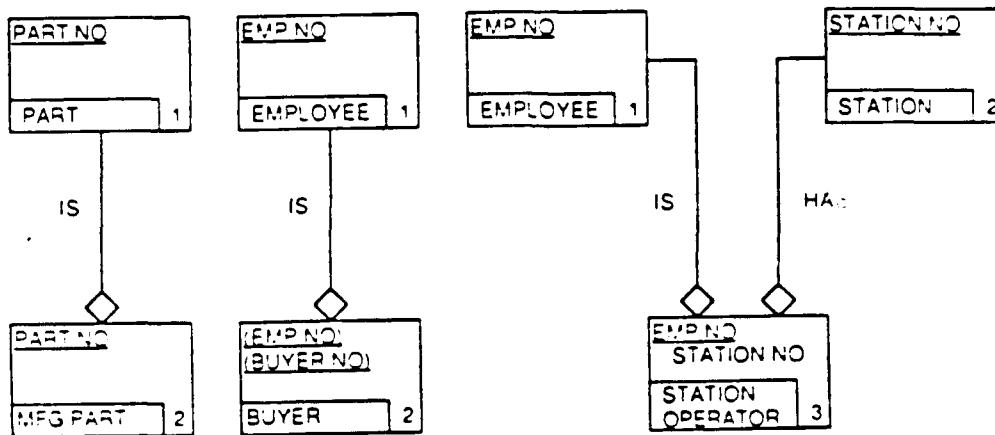 PART NO
PART 1
EMP NO
EMPLOYEE 1
EMP NO
EMPLOYEE 1
STATION NO
STATION 2
IS
IS
IS
PART NO
MFG PART 2
(EMP NO)
(BUYER NO)
BUYER 2
EMP NO
STATION NO
STATION
OPERATOR 3